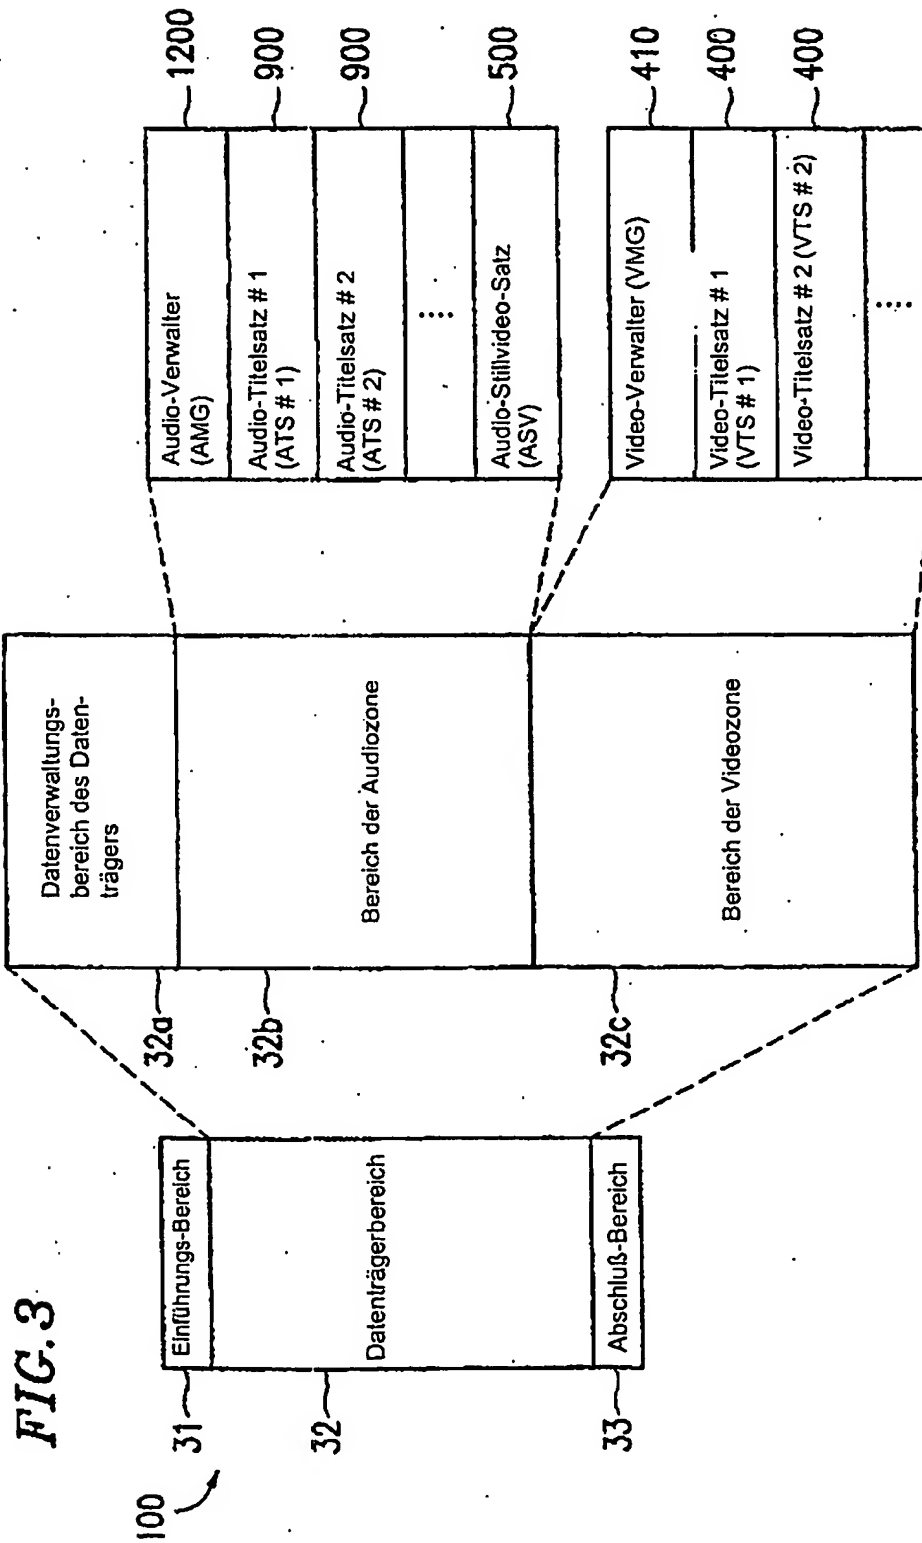 FIG. 3
100
31
Einführungs-Bereich
32
Datenträgerbereich
33
Abschluß-Bereich
32a
Datenverwaltungs-
bereich des Daten-
trägers
32b
Bereich der Audiozone
32c
Bereich der Videozone
Audio-Verwalter
(AMG)
1200
Audio-Titelsatz # 1
(ATS # 1)
900
Audio-Titelsatz # 2
(ATS # 2)
900
Audio-Stillvideo-Satz
(ASV)
500
Video-Verwalter (VMG)
410
Video-Titelsatz # 1
(VTS # 1)
400
Video-Titelsatz # 2 (VTS # 2)
400